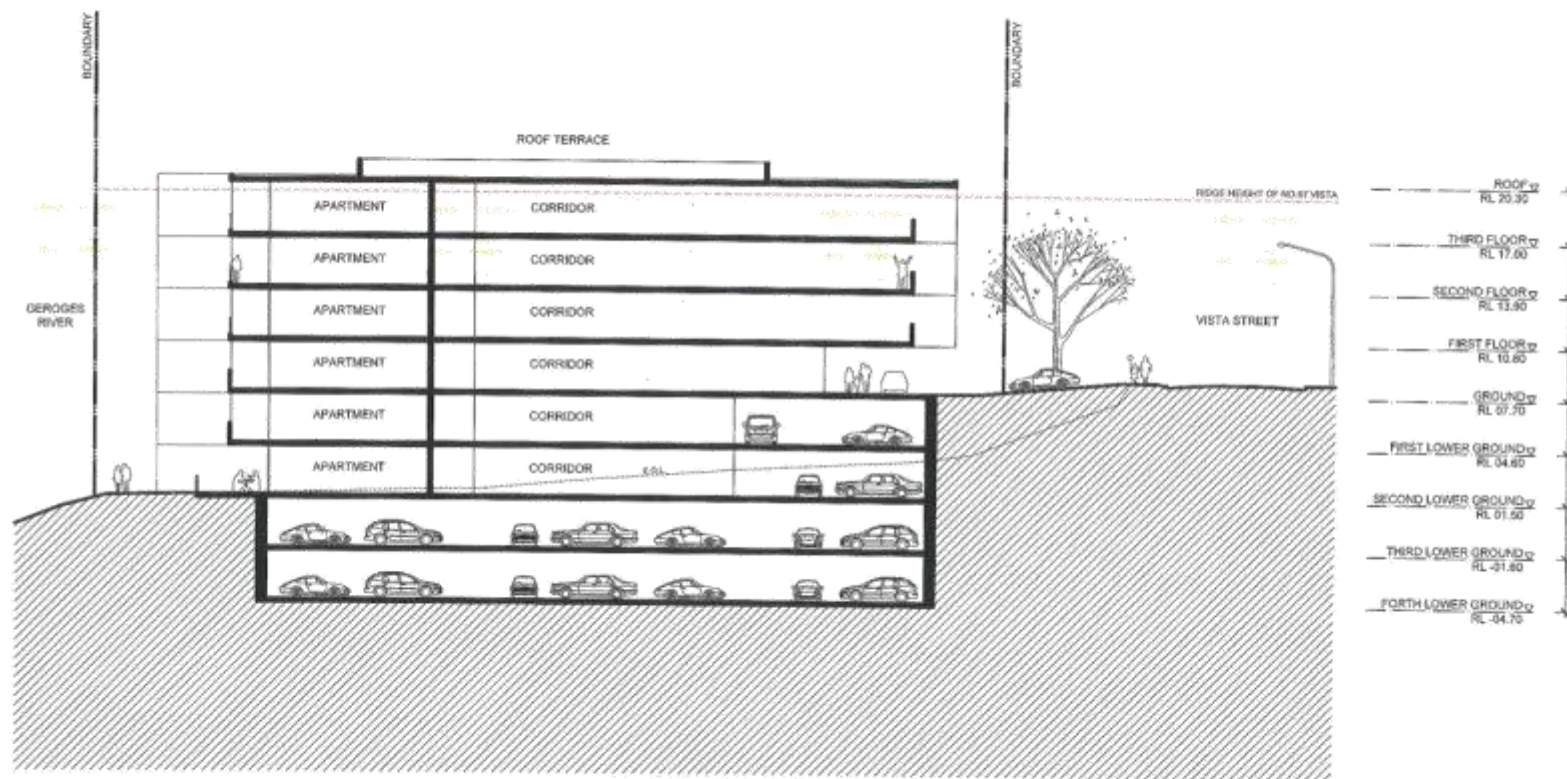 BOUNDARY
BOUNDARY
ROOF TERRACE
RIDGE HEIGHT OF NO.67 VISTA
ROOF
RL 20.30
APARTMENT
CORRIDOR
THIRD FLOOR
RL 17.00
APARTMENT
CORRIDOR
SECOND FLOOR
RL 13.90
GEROGES
RIVER
APARTMENT
CORRIDOR
VISTA STREET
FIRST FLOOR
RL 10.80
APARTMENT
CORRIDOR
GROUND
RL 07.70
APARTMENT
CORRIDOR
FIRST LOWER GROUND
RL 04.60
APARTMENT
CORRIDOR
SECOND LOWER GROUND
RL 01.50
THIRD LOWER GROUND
RL -01.60
FORTH LOWER GROUND
RL -04.70